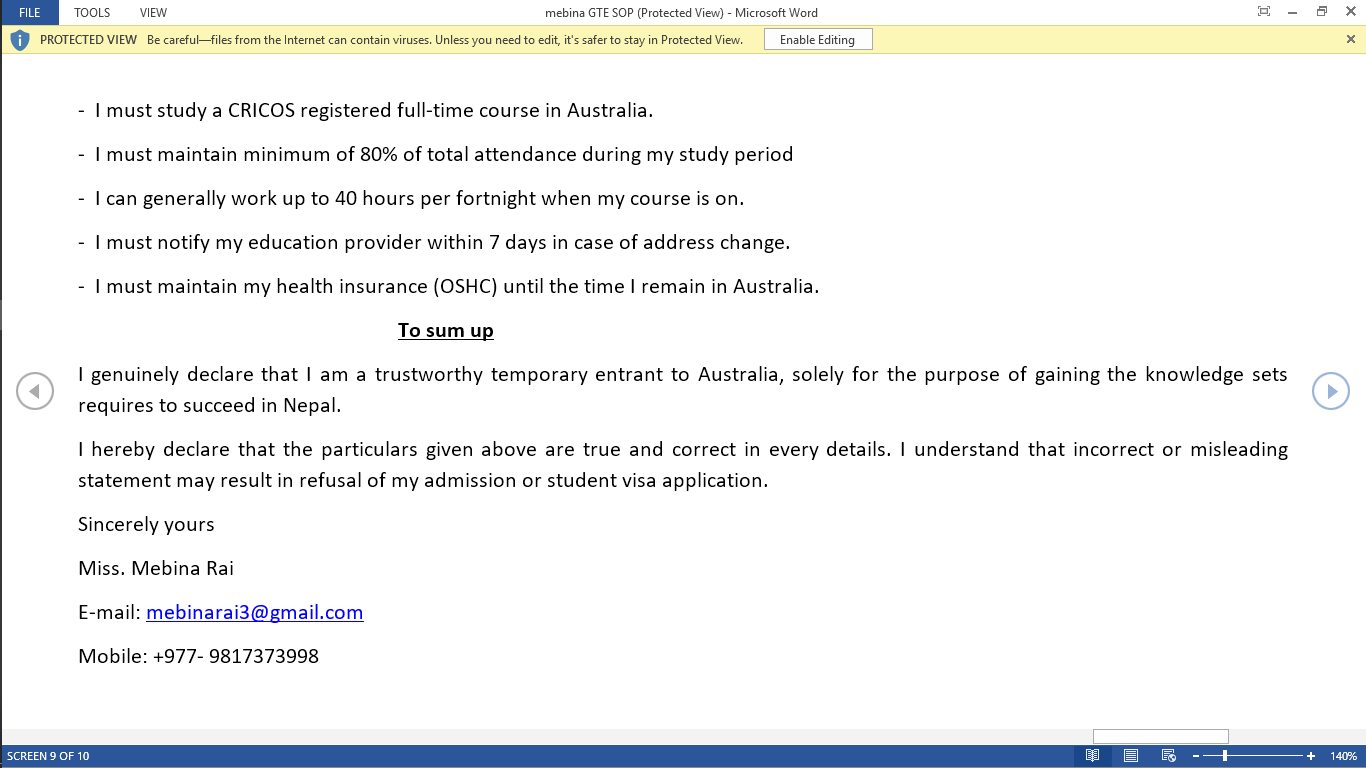 FILE TOOLS VIEW mebina GTE SOP (Protected View) - Microsoft Word
PROTECTED VIEW Be careful—files from the Internet can contain viruses. Unless you need to edit, it's safer to stay in Protected View. Enable Editing
- I must study a CRICOS registered full-time course in Australia.
- I must maintain minimum of 80% of total attendance during my study period
- I can generally work up to 40 hours per fortnight when my course is on.
- I must notify my education provider within 7 days in case of address change.
- I must maintain my health insurance (OSHC) until the time I remain in Australia.
To sum up
I genuinely declare that I am a trustworthy temporary entrant to Australia, solely for the purpose of gaining the knowledge sets
requires to succeed in Nepal.
I hereby declare that the particulars given above are true and correct in every details. I understand that incorrect or misleading
statement may result in refusal of my admission or student visa application.
Sincerely yours
Miss. Mebina Rai
E-mail: mebinarai3@gmail.com
Mobile: +977- 9817373998
SCREEN 9 OF 10 140%